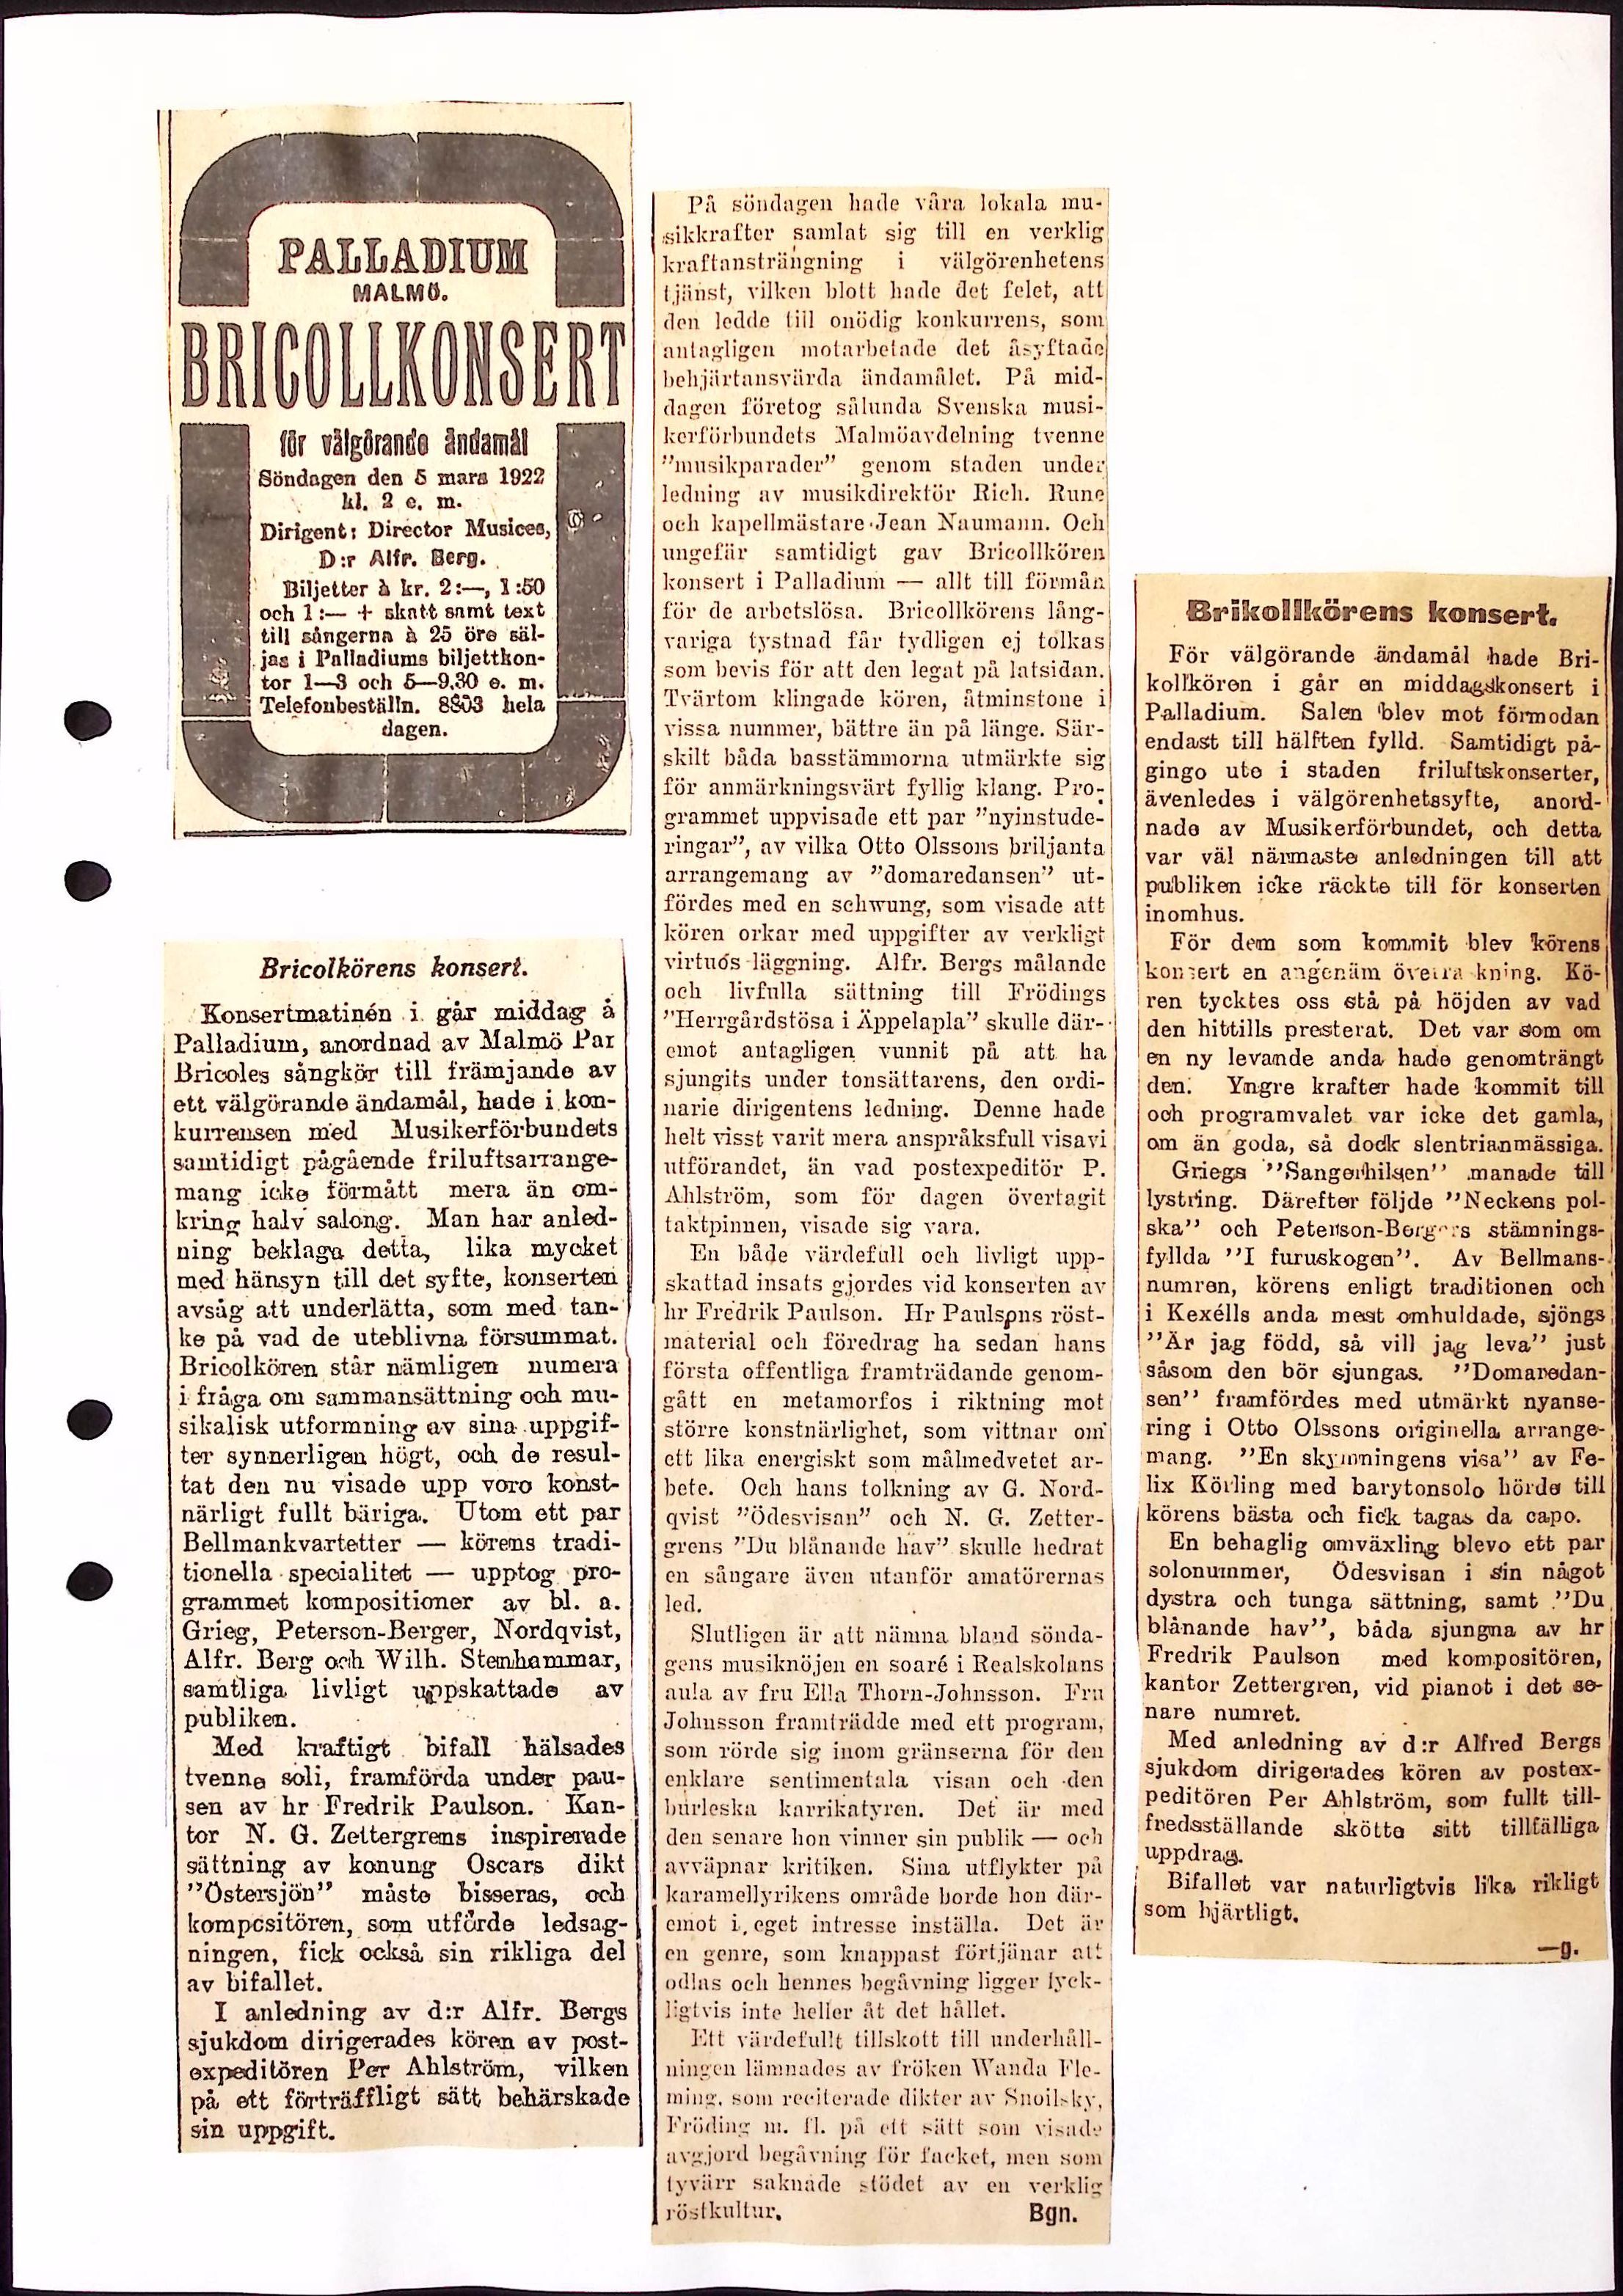 PALLADIUM
MALMÖ.
BRICOLLKONSERT
för välgörande ändamål
Söndagen den 5 mars 1922
kl. 2 e. m.
Dirigent: Director Musices,
D:r Alfr. Berg.
Biljetter à kr. 2:—, 1:50
och 1:— + skatt samt text
till sångerna à 25 öre säl-
jas i Palladiums biljettkon-
tor 1—3 och 5—9,30 e. m.
Telefonbeställn. 8803 hela
dagen.
Bricolkörens konsert.
Konsertmatinén i går middag å
Palladium, anordnad av Malmö Par
Bricoles sångkör till främjande av
ett välgörande ändamål, hade i kon-
kurrensen med Musikerförbundets
samtidigt pågående friluftsarrange-
mang icke förmått mera än om-
kring halv salong. Man har anled-
ning beklaga detta, lika mycket
med hänsyn till det syfte, konserten
avsåg att underlätta, som med tan-
ke på vad de uteblivna försummat.
Bricolkören står nämligen numera
i fråga om sammansättning och mu-
sikalisk utformning av sina uppgif-
ter synnerligen högt, och de resul-
tat den nu visade upp voro konst-
närligt fullt bäriga. Utom ett par
Bellmankvartetter — körens tradi-
tionella specialitet — upptog pro-
grammet kompositioner av bl. a.
Grieg, Peterson-Berger, Nordqvist,
Alfr. Berg och Wilh. Stenhammar,
samtliga livligt uppskattade av
publiken.
Med kraftigt bifall hälsades
tvenne soli, framförda under pau-
sen av hr Fredrik Paulson. Kan-
tor N. G. Zettergrens inspirerade
sättning av konung Oscars dikt
"Östersjön" måste bisseras, och
kompositören, som utförde ledsag-
ningen, fick också sin rikliga del
av bifallet.
I anledning av d:r Alfr. Bergs
sjukdom dirigerades kören av post-
expeditören Per Ahlström, vilken
på ett förträffligt sätt behärskade
sin uppgift.
På söndagen hade våra lokala mu-
sikkrafter samlat sig till en verklig
kraftansträngning i välgörenhetens
tjänst, vilken blott hade det felet, att
den ledde till onödig konkurrens, som
antagligen motarbetade det åsyftade
behjärtansvärda ändamålet. På mid-
dagen företog sålunda Svenska musi-
kerförbundets Malmöavdelning tvenne
"musikparader" genom staden under
ledning av musikdirektör Rich. Rune
och kapellmästare Jean Naumann. Och
ungefär samtidigt gav Bricollkören
konsert i Palladium — allt till förmån
för de arbetslösa. Bricollkörens lång-
variga tystnad får tydligen ej tolkas
som bevis för att den legat på latsidan.
Tvärtom klingade kören, åtminstone i
vissa nummer, bättre än på länge. Sär-
skilt båda basstämmorna utmärkte sig
för anmärkningsvärt fyllig klang. Pro-
grammet uppvisade ett par "nyinstude-
ringar", av vilka Otto Olssons briljanta
arrangemang av "domaredansen" ut-
fördes med en schwung, som visade att
kören orkar med uppgifter av verkligt
virtuós läggning. Alfr. Bergs målande
och livfulla sättning till Frödings
"Herrgårdstösa i Äppelapla" skulle där-
emot antagligen vunnit på att ha
sjungits under tonsättarens, den ordi-
narie dirigentens ledning. Denne hade
helt visst varit mera anspråksfull visavi
utförandet, än vad postexpeditör P.
Ahlström, som för dagen övertagit
taktpinnen, visade sig vara.
En både värdefull och livligt upp-
skattad insats gjordes vid konserten av
hr Fredrik Paulson. Hr Paulsons röst-
material och föredrag ha sedan hans
första offentliga framträdande genom-
gått en metamorfos i riktning mot
större konstnärlighet, som vittnar om
ett lika energiskt som målmedvetet ar-
bete. Och hans tolkning av G. Nord-
qvist "Ödesvisan" och N. G. Zetter-
grens "Du blånande hav" skulle hedrat
en sångare även utanför amatörernas
led.
Slutligen är att nämna bland sönda-
gens musiknöjen en soaré i Realskolans
aula av fru Ella Thorn-Johnsson. Fru
Johnsson framträdde med ett program,
som rörde sig inom gränserna för den
enklare sentimentala visan och den
burleska karrikatyren. Det är med
den senare hon vinner sin publik — och
avväpnar kritiken. Sina utflykter på
karamellyrikens område borde hon där-
emot i eget intresse inställa. Det är
en genre, som knappast förtjänar att
odlas och hennes begåvning ligger lyck-
ligtvis inte heller åt det hållet.
Ett värdefullt tillskott till underhåll-
ningen lämnades av fröken Wanda Fle-
ming, som reciterade dikter av Snoilsky,
Fröding m. fl. på ett sätt som visade
avgjord begåvning för facket, men som
tyvärr saknade stödet av en verklig
röstkultur. Bgn.
Brikollkörens konsert.
För välgörande ändamål hade Bri-
kollkören i går en middagskonsert i
Palladium. Salen blev mot förmodan
endast till hälften fylld. Samtidigt på-
gingo ute i staden friluftskonserter,
ävenledes i välgörenhetssyfte, anord-
nade av Musikerförbundet, och detta
var väl närmaste anledningen till att
publiken icke räckte till för konserten
inomhus.
För dem som kommit blev körens
konsert en angenäm överraskning. Kö-
ren tycktes oss stå på höjden av vad
den hittills presterat. Det var som om
en ny levande anda hade genomträngt
den. Yngre krafter hade kommit till
och programvalet var icke det gamla,
om än goda, så dock slentrianmässiga.
Griegs "Sangerhilsen" manade till
lystring. Därefter följde "Neckens pol-
ska" och Peterson-Bergers stämnings-
fyllda "I furuskogen". Av Bellmans-
numren, körens enligt traditionen och
i Kexélls anda mest omhuldade, sjöngs
"Är jag född, så vill jag leva" just
såsom den bör sjungas. "Domaredan-
sen" framfördes med utmärkt nyanse-
ring i Otto Olssons originella arrange-
mang. "En skymningens visa" av Fe-
lix Körling med barytonsolo hörde till
körens bästa och fick tagas da capo.
En behaglig omväxling blevo ett par
solonummer, Ödesvisan i sin något
dystra och tunga sättning, samt "Du
blånande hav", båda sjungna av hr
Fredrik Paulson med kompositören,
kantor Zettergren, vid pianot i det se-
nare numret.
Med anledning av d:r Alfred Bergs
sjukdom dirigerades kören av postex-
peditören Per Ahlström, som fullt till-
fredsställande skötte sitt tillfälliga
uppdrag.
Bifallet var naturligtvis lika rikligt
som hjärtligt.
—g.